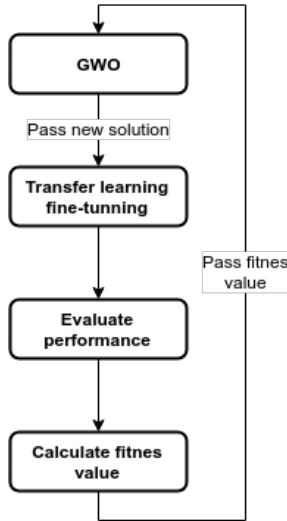 GWO
Pass new solution
Transfer learning
fine-tunning
Evaluate
performance
Calculate fitnes
value
Pass fitnes
value